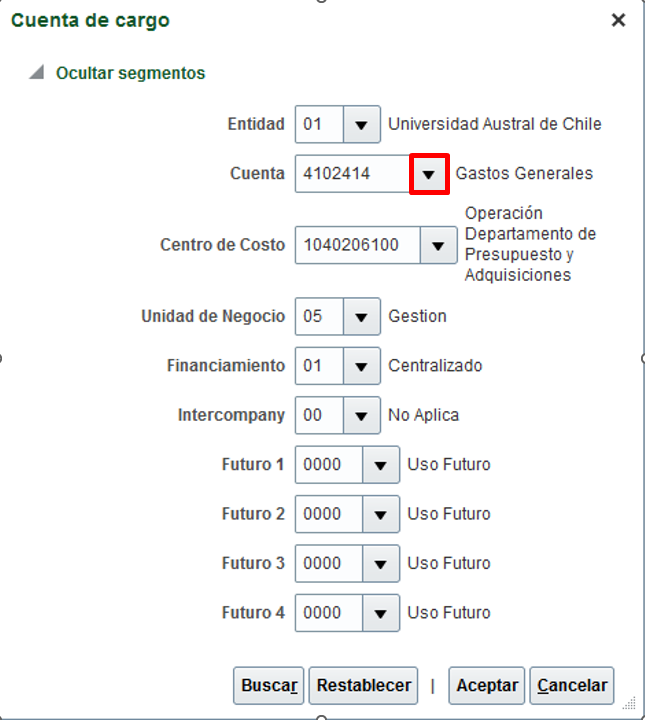 Cuenta de cargo
Ocultar segmentos
Entidad 01 Universidad Austral de Chile
Cuenta 4102414 Gastos Generales
Centro de Costo 1040206100 Operación
Departamento de
Presupuesto y
Adquisiciones
Unidad de Negocio 05 Gestion
Financiamiento 01 Centralizado
Intercompany 00 No Aplica
Futuro 1 0000 Uso Futuro
Futuro 2 0000 Uso Futuro
Futuro 3 0000 Uso Futuro
Futuro 4 0000 Uso Futuro
Buscar Restablecer | Aceptar Cancelar